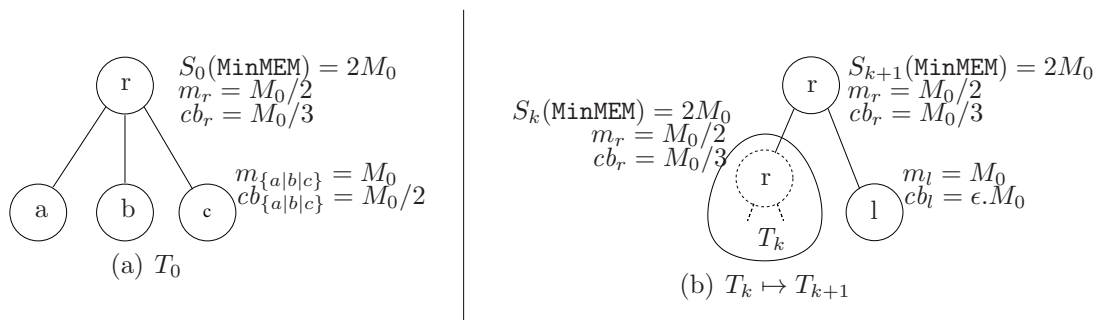 S_0(MinMEM) = 2M_0
r
m_r = M_0/2
cb_r = M_0/3
m_{a|b|c} = M_0
cb_{a|b|c} = M_0/2
a
b
c
(a) T_0
S_{k+1}(MinMEM) = 2M_0
r
m_r = M_0/2
cb_r = M_0/3
S_k(MinMEM) = 2M_0
m_r = M_0/2
cb_r = M_0/3
r
m_l = M_0
cb_l = ϵ.M_0
l
T_k
(b) T_k ↦ T_{k+1}